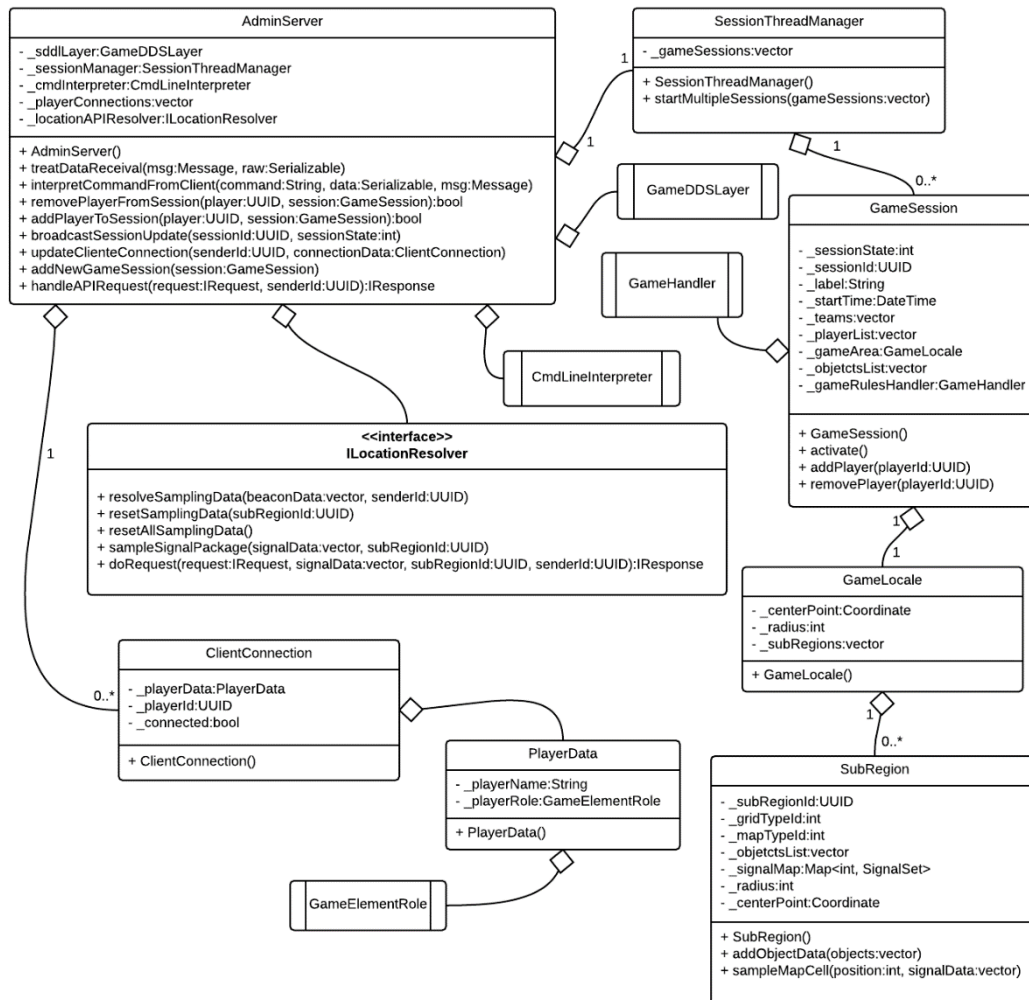 AdminServer
- _sddlLayer:GameDDSLayer
- _sessionManager:SessionThreadManager
- _cmdInterpreter:CmdLineInterpreter
- _playerConnections:vector
- _locationAPIResolver:ILocationResolver
+ AdminServer()
+ treatDataReceival(msg:Message, raw:Serializable)
+ interpretCommandFromClient(command:String, data:Serializable, msg:Message)
+ removePlayerFromSession(player:UUID, session:GameSession):bool
+ addPlayerToSession(player:UUID, session:GameSession):bool
+ broadcastSessionUpdate(sessionId:UUID, sessionState:int)
+ updateClienteConnection(senderId:UUID, connectionData:ClientConnection)
+ addNewGameSession(session:GameSession)
+ handleAPIRequest(request:IRequest, senderId:UUID):IResponse
SessionThreadManager
- _gameSessions:vector
+ SessionThreadManager()
+ startMultipleSessions(gameSessions:vector)
1
1
1
0..*
GameDDSLayer
GameHandler
CmdLineInterpreter
GameSession
- _sessionState:int
- _sessionId:UUID
- _label:String
- _startTime:DateTime
- _teams:vector
- _playerList:vector
- _gameArea:GameLocale
- _objetctsList:vector
- _gameRulesHandler:GameHandler
+ GameSession()
+ activate()
+ addPlayer(playerId:UUID)
+ removePlayer(playerId:UUID)
<<interface>>
ILocationResolver
+ resolveSamplingData(beaconData:vector, senderId:UUID)
+ resetSamplingData(subRegionId:UUID)
+ resetAllSamplingData()
+ sampleSignalPackage(signalData:vector, subRegionId:UUID)
+ doRequest(request:IRequest, signalData:vector, subRegionId:UUID, senderId:UUID):IResponse
1
0..*
1
1
GameLocale
- _centerPoint:Coordinate
- _radius:int
- _subRegions:vector
+ GameLocale()
1
0..*
ClientConnection
- _playerData:PlayerData
- _playerId:UUID
- _connected:bool
+ ClientConnection()
PlayerData
- _playerName:String
- _playerRole:GameElementRole
+ PlayerData()
GameElementRole
SubRegion
- _subRegionId:UUID
- _gridTypeId:int
- _mapTypeId:int
- _objetctsList:vector
- _signalMap:Map<int, SignalSet>
- _radius:int
- _centerPoint:Coordinate
+ SubRegion()
+ addObjectData(objects:vector)
+ sampleMapCell(position:int, signalData:vector)